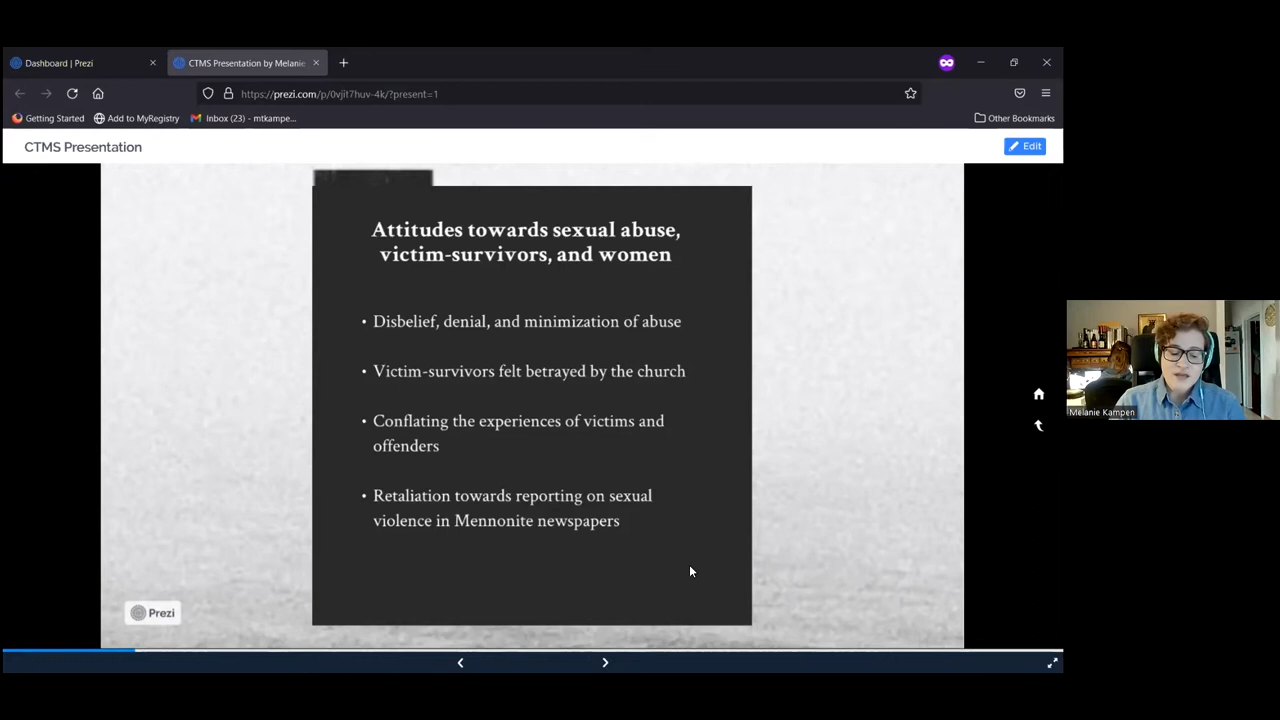 Dashboard | Prezi
CTMS Presentation by Melanie
https://prezi.com/p/0vjit7huv-4k/?present=1
Getting Started
Add to MyRegistry
Inbox (23) - mtkampe...
Other Bookmarks
CTMS Presentation
Edit
Attitudes towards sexual abuse,
victim-survivors, and women
• Disbelief, denial, and minimization of abuse
• Victim-survivors felt betrayed by the church
• Conflating the experiences of victims and
offenders
• Retaliation towards reporting on sexual
violence in Mennonite newspapers
Melanie Kampen
Prezi